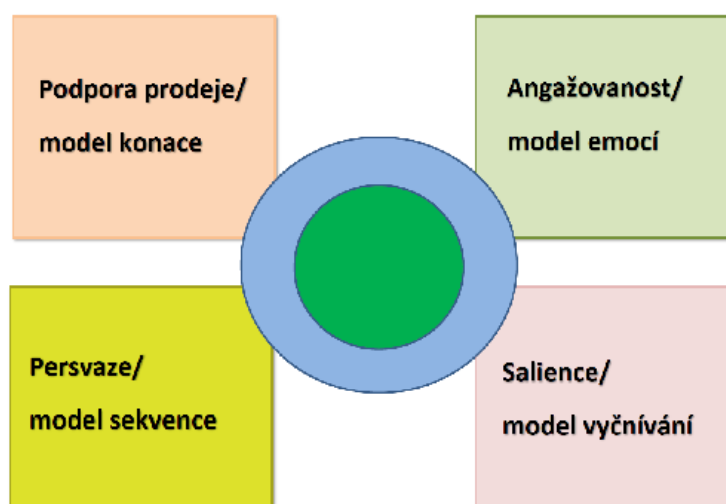 Podpora prodeje/
model konace
Angažovanost/
model emocí
Persvaze/
model sekvence
Salience/
model vyčnívání